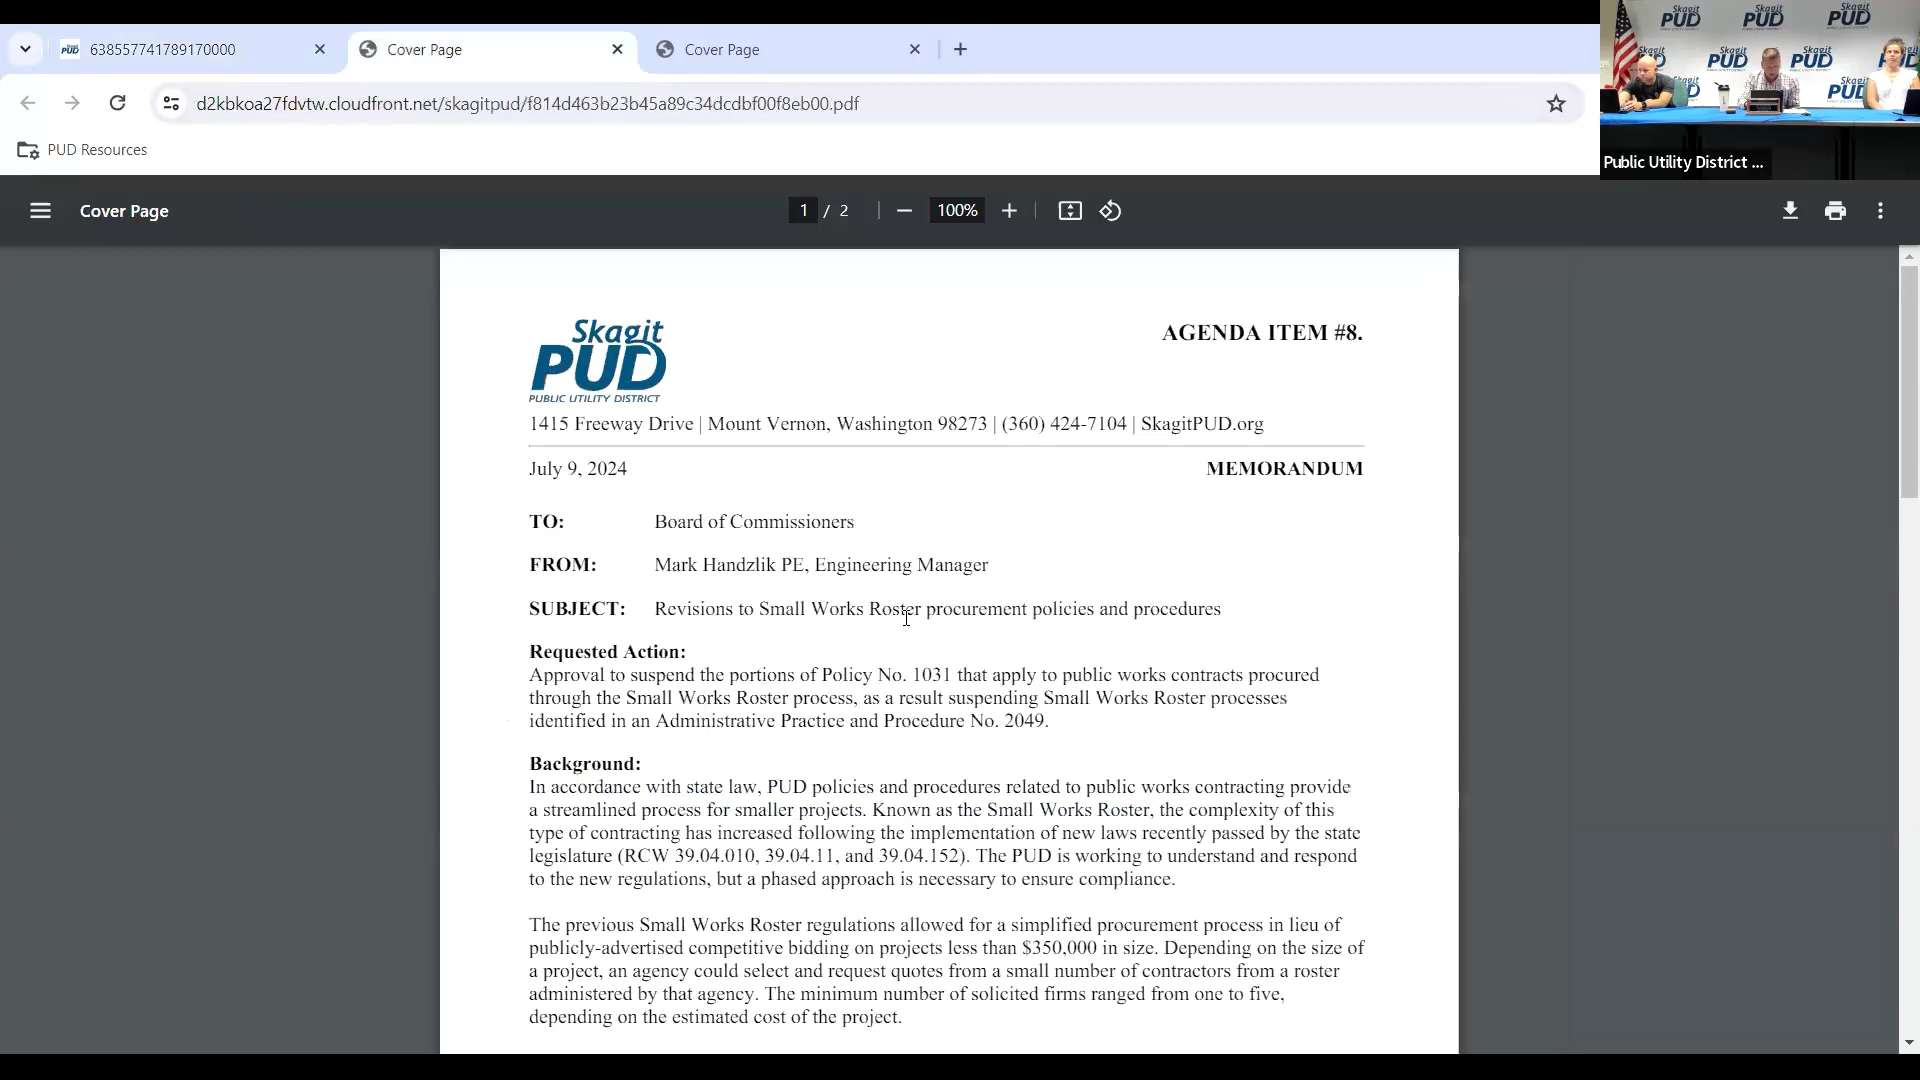 638557741789170000
Cover Page
Cover Page
d2kbkoa27fdvtw.cloudfront.net/skagitpud/f814d463b23b45a89c34dcdbf00f8eb00.pdf
PUD Resources
Skagit PUD
Skagit PUD
Skagit PUD
Public Utility District ...
Cover Page
1 / 2
100%
Skagit
PUD
PUBLIC UTILITY DISTRICT
AGENDA ITEM #8.
1415 Freeway Drive | Mount Vernon, Washington 98273 | (360) 424-7104 | SkagitPUD.org
July 9, 2024 MEMORANDUM
TO: Board of Commissioners
FROM: Mark Handzlik PE, Engineering Manager
SUBJECT: Revisions to Small Works Roster procurement policies and procedures
Requested Action:
Approval to suspend the portions of Policy No. 1031 that apply to public works contracts procured
through the Small Works Roster process, as a result suspending Small Works Roster processes
identified in an Administrative Practice and Procedure No. 2049.
Background:
In accordance with state law, PUD policies and procedures related to public works contracting provide
a streamlined process for smaller projects. Known as the Small Works Roster, the complexity of this
type of contracting has increased following the implementation of new laws recently passed by the state
legislature (RCW 39.04.010, 39.04.11, and 39.04.152). The PUD is working to understand and respond
to the new regulations, but a phased approach is necessary to ensure compliance.
The previous Small Works Roster regulations allowed for a simplified procurement process in lieu of
publicly-advertised competitive bidding on projects less than $350,000 in size. Depending on the size of
a project, an agency could select and request quotes from a small number of contractors from a roster
administered by that agency. The minimum number of solicited firms ranged from one to five,
depending on the estimated cost of the project.